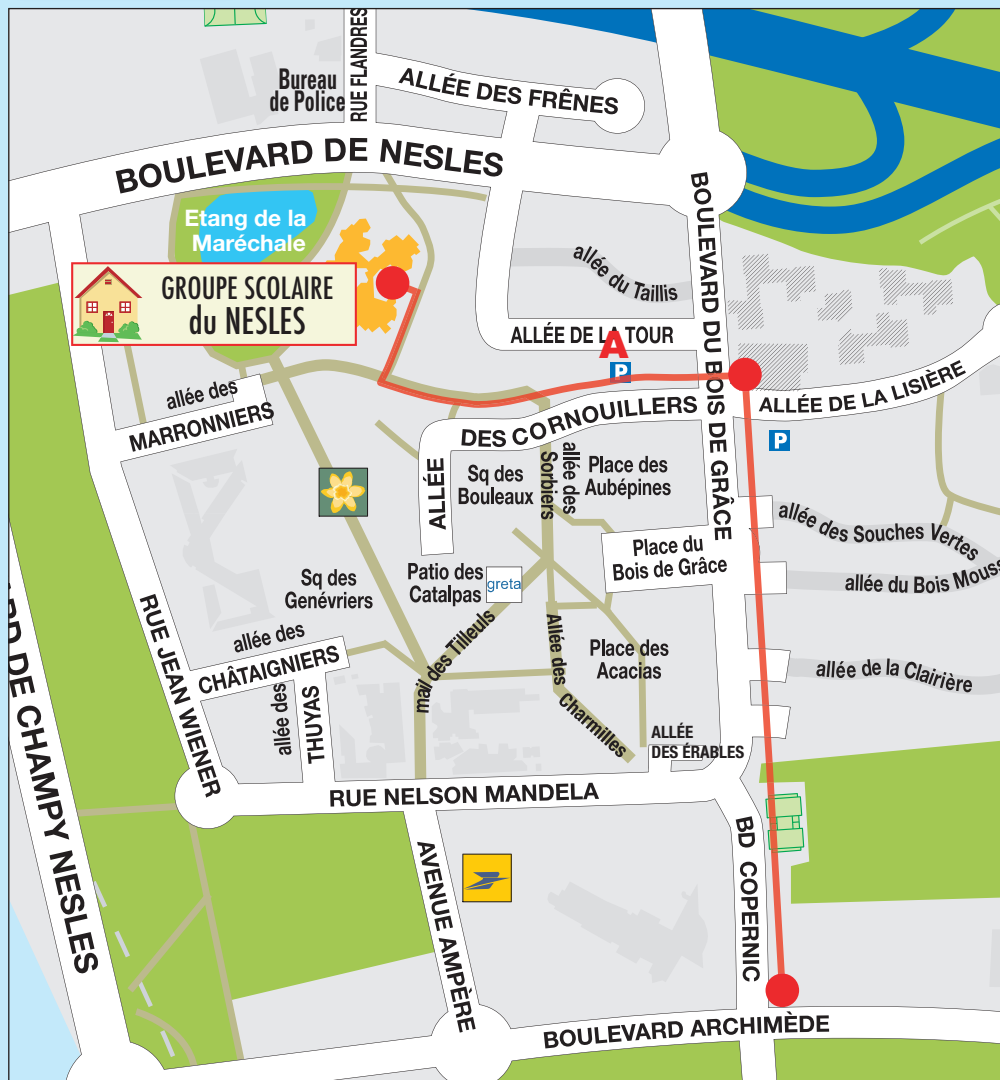 RUE FLANDRES
Bureau
de Police
ALLÉE DES FRÊNES
BOULEVARD DE NESLES
Etang de la
Maréchale
GROUPE SCOLAIRE
du NESLES
allée du Taillis
BOULEVARD DU BOIS DE GRÂCE
ALLÉE DE LA TOUR
A
P
allée des
MARRONNIERS
ALLÉE
DES CORNOUILLERS
ALLÉE DE LA LISIÈRE
P
Sq des
Bouleaux
allée des
Sorbiers
Place des
Aubépines
allée des Souches Vertes
Place du
Bois de Grâce
allée du Bois Mouss
Sq des
Genévriers
Patio des
Catalpas
greta
RUE JEAN WIENER
allée des
CHÂTAIGNIERS
mail des Tilleuls
Allée des
Charmilles
Place des
Acacias
allée de la Clairière
allée des
THUYAS
ALLÉE
DES ÉRABLES
RUE NELSON MANDELA
RD DE CHAMPY NESLES
AVENUE AMPÈRE
BD COPERNIC
BOULEVARD ARCHIMÈDE